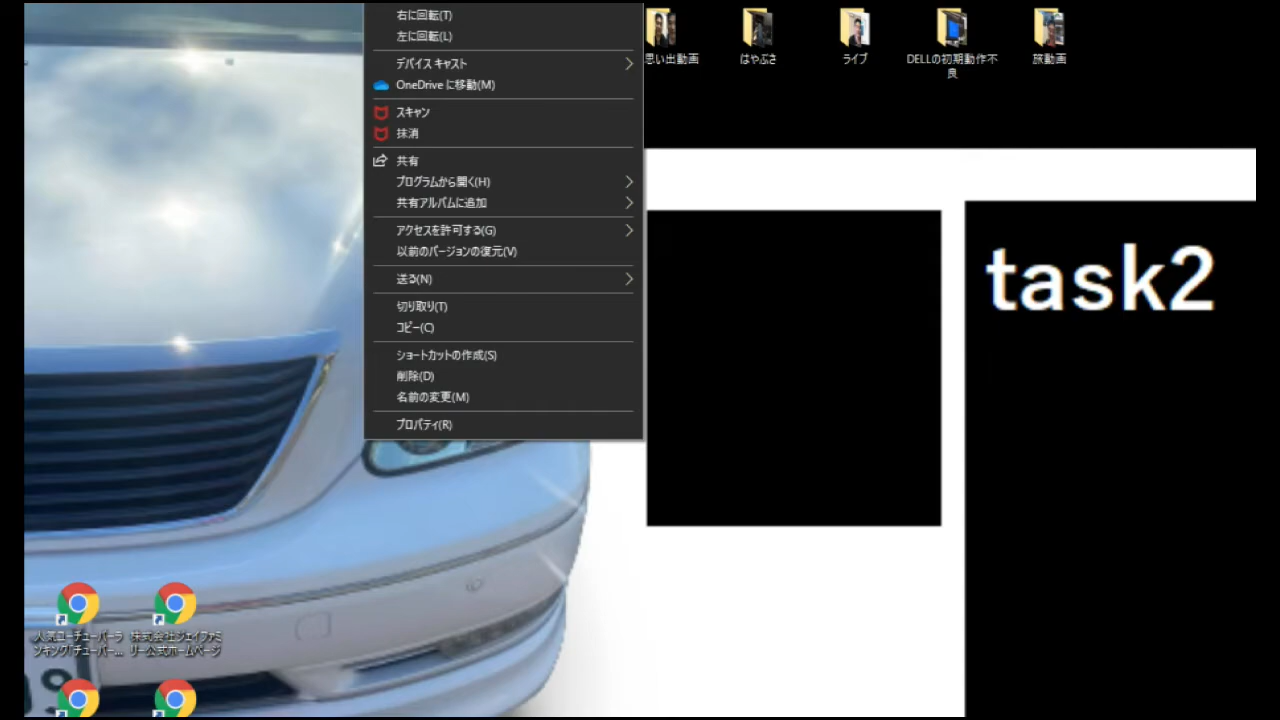 右に回転(T)
左に回転(L)
デバイス キャスト
OneDrive に移動(M)
スキャン
抹消
共有
プログラムから開く(H)
共有アルバムに追加
アクセスを許可する(G)
以前のバージョンの復元(V)
送る(N)
切り取り(T)
コピー(C)
ショートカットの作成(S)
削除(D)
名前の変更(M)
プロパティ(R)
思い出動画
はやぶさ
ライブ
DELLの初期動作不
良
旅動画
task2
人気ユーチューバーラ
ンキング「チューバー...
株式会社ジェイファミ
リー公式ホームページ